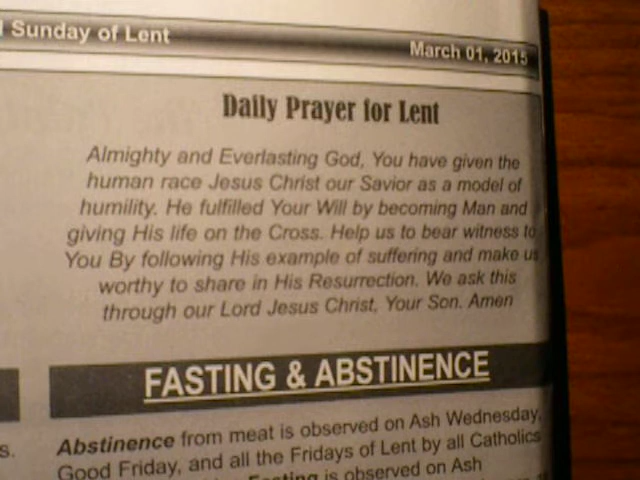 Sunday of Lent
March 01, 2015
Daily Prayer for Lent
Almighty and Everlasting God, You have given the
human race Jesus Christ our Savior as a model of
humility. He fulfilled Your Will by becoming Man and
giving His life on the Cross. Help us to bear witness to
You By following His example of suffering and make us
worthy to share in His Resurrection. We ask this
through our Lord Jesus Christ, Your Son. Amen
FASTING & ABSTINENCE
s.
Abstinence from meat is observed on Ash Wednesday,
Good Friday, and all the Fridays of Lent by all Catholics
Fasting is observed on Ash